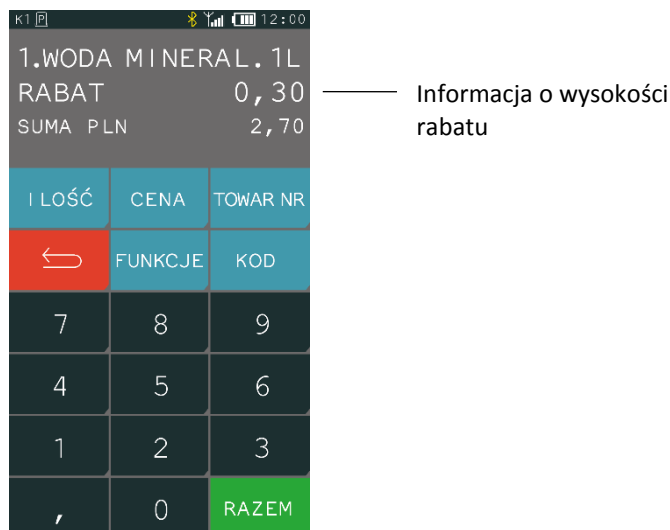 K1 P 12:00
1.WODA MINERAL.1L
RABAT 0,30
SUMA PLN 2,70
Informacja o wysokości
rabatu
ILOŚĆ CENA TOWAR NR
FUNKCJE KOD
7 8 9
4 5 6
1 2 3
, 0 RAZEM